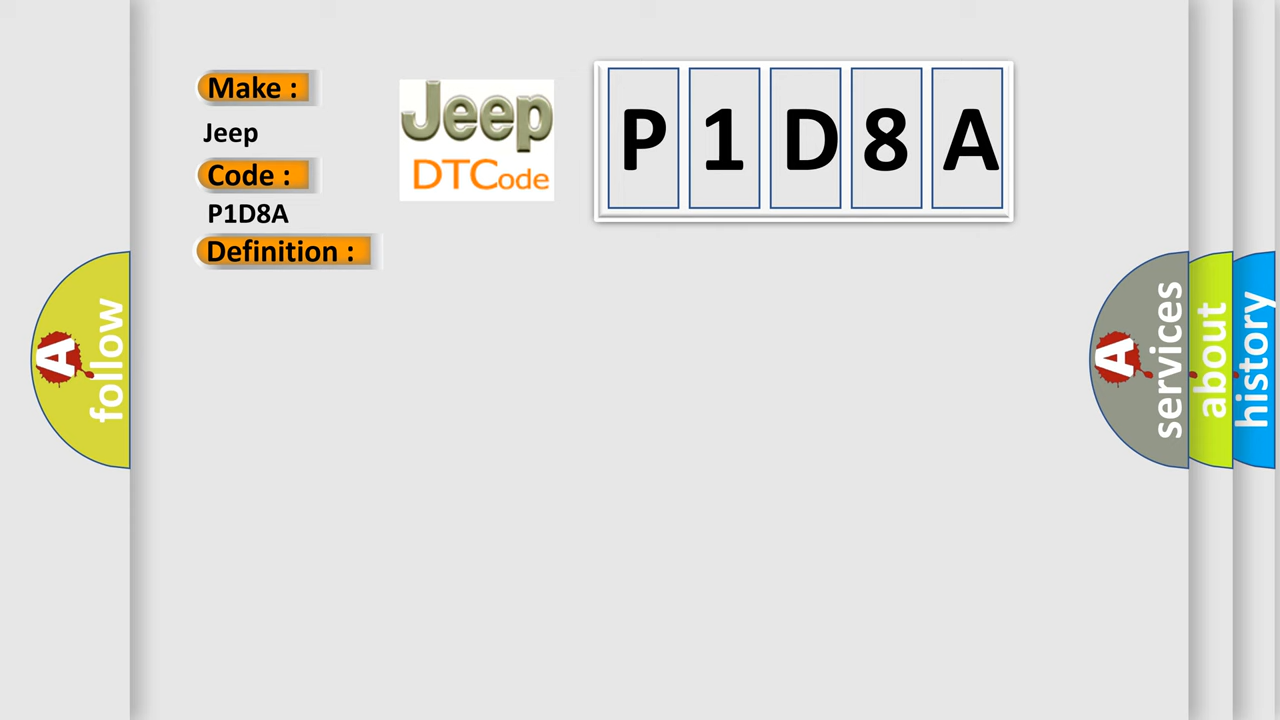 Make :
Jeep
Code :
P1D8A
Definition :
Jeep
DTCode
P 1 D 8 A
A follow
A services
about
history